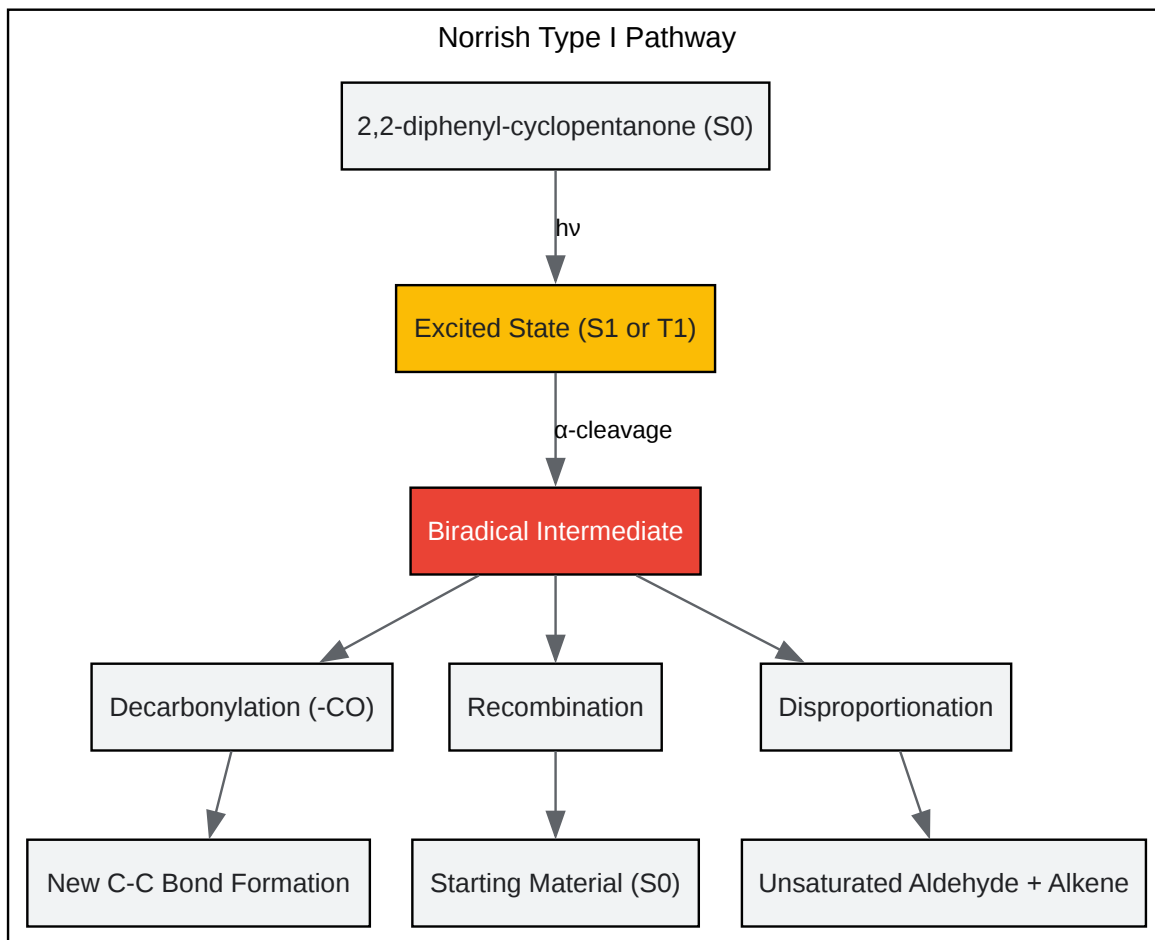 Norrish Type I Pathway
2,2-diphenyl-cyclopentanone (S0)
hν
Excited State (S1 or T1)
α-cleavage
Biradical Intermediate
Decarbonylation (-CO)
Recombination
Disproportionation
New C-C Bond Formation
Starting Material (S0)
Unsaturated Aldehyde + Alkene